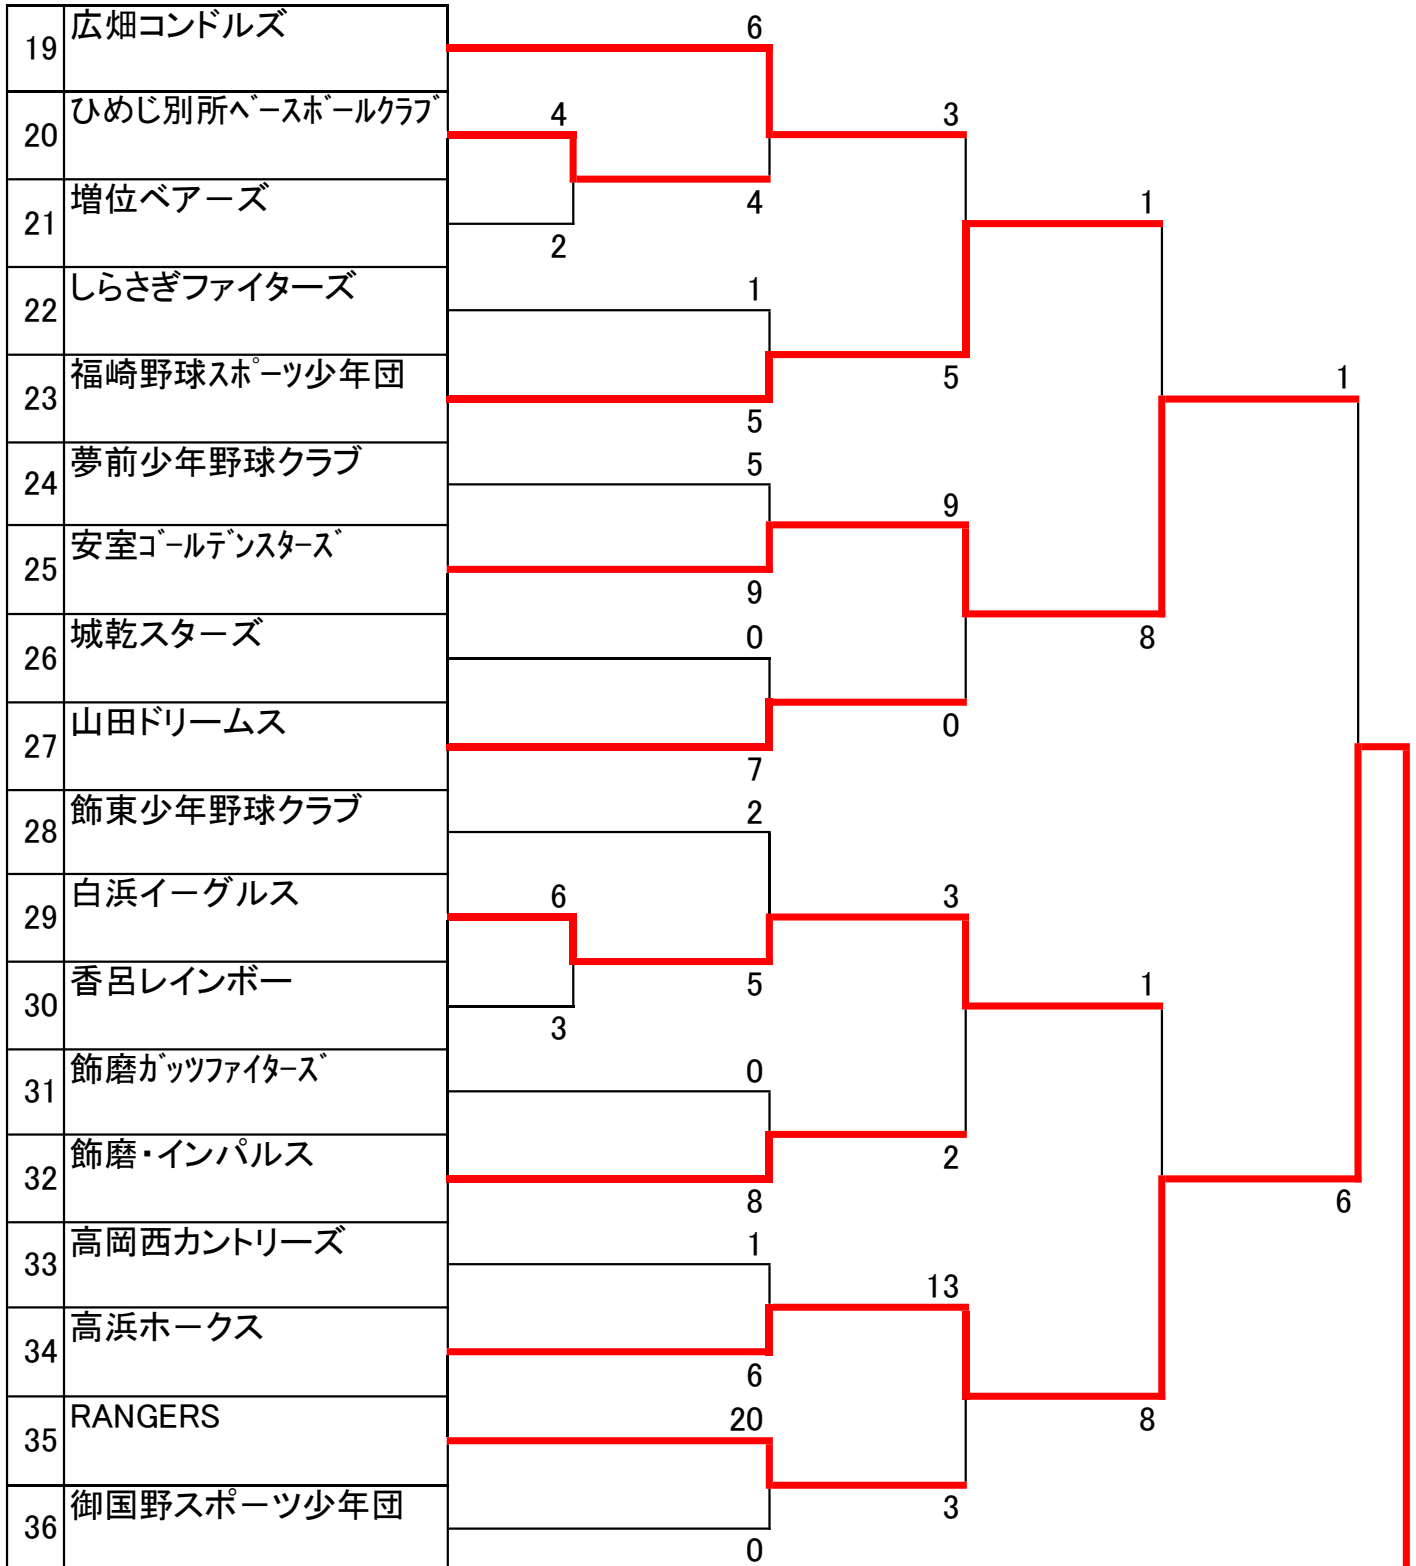 19 広畑コンドルズ 6
20 ひめじ別所ﾍﾞｰｽﾎﾞｰﾙｸﾗﾌﾞ 4 3
21 増位ベアーズ 4 1
2
22 しらさぎファイターズ 1
23 福崎野球ｽﾎﾟｰﾂ少年団 5 1
5
24 夢前少年野球クラブ 5
9
25 安室ｺﾞｰﾙﾃﾞﾝｽﾀｰｽﾞ 9
26 城乾スターズ 0 8
27 山田ドリームス 0
7
28 飾東少年野球クラブ 2
29 白浜イーグルス 6 3
30 香呂レインボー 5 1
3
31 飾磨ｶﾞｯﾂﾌｧｲﾀｰｽﾞ 0
32 飾磨・インパルス 2
8 6
33 高岡西カントリーズ 1
13
34 高浜ホークス 6
35 RANGERS 20 8
36 御国野スポーツ少年団 3
0